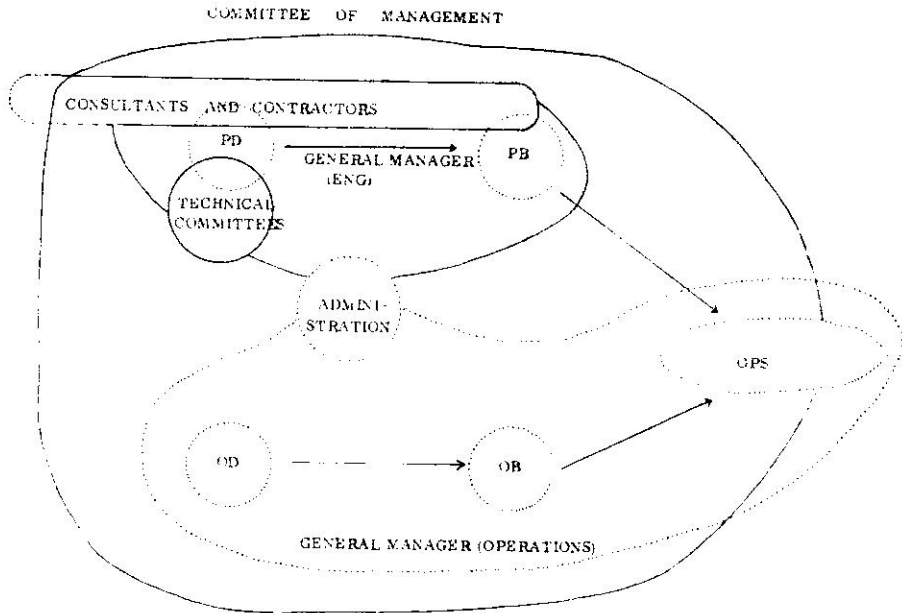 COMMITTEE OF MANAGEMENT
CONSULTANTS AND CONTRACTORS
PD
GENERAL MANAGER
(ENG)
PB
TECHNICAL
COMMITTEES
ADMINI-
STRATION
OPS
OD
OB
GENERAL MANAGER (OPERATIONS)